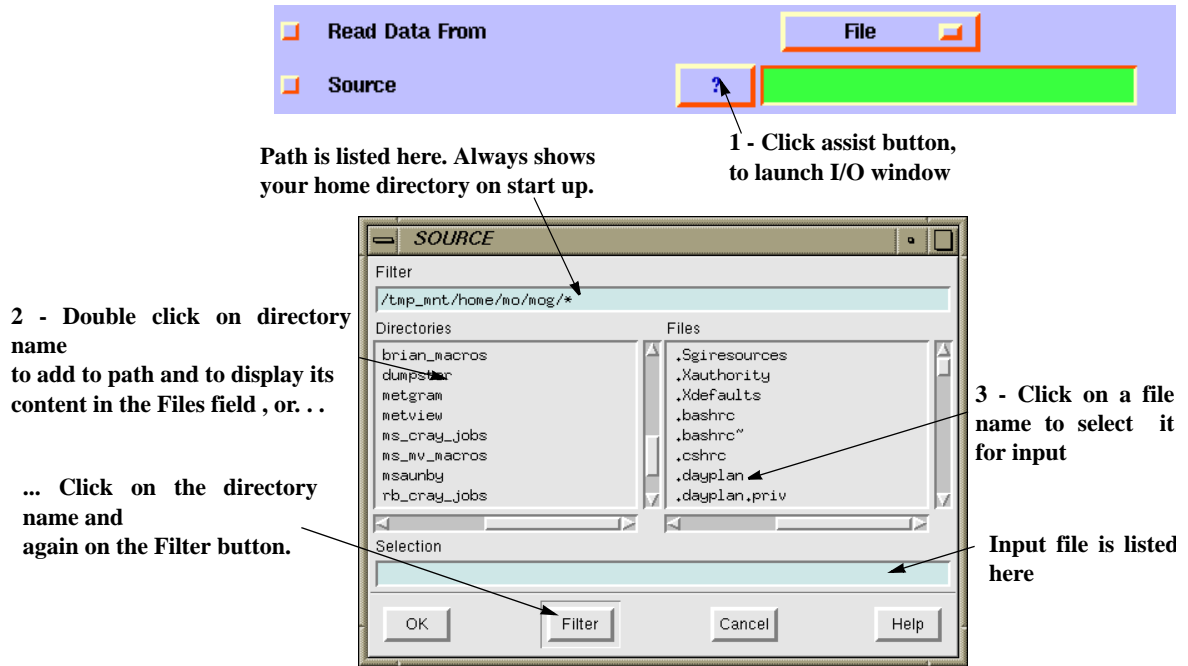 Read Data From
File
Source
?
1 - Click assist button,
to launch I/O window
Path is listed here. Always shows
your home directory on start up.
SOURCE
Filter
/tmp_mnt/home/mo/mog/*
2 - Double click on directory
name
to add to path and to display its
content in the Files field , or. . .
Directories
brian_macros
dumpster
metgram
metview
ms_cray_jobs
ms_mv_macros
msaunby
rb_cray_jobs
Files
.Sgiresources
.Xauthority
.Xdefaults
.bashrc
.bashrc~
.cshrc
.dayplan
.dayplan.priv
3 - Click on a file
name to select it
for input
... Click on the directory
name and
again on the Filter button.
Selection
Input file is listed
here
OK
Filter
Cancel
Help